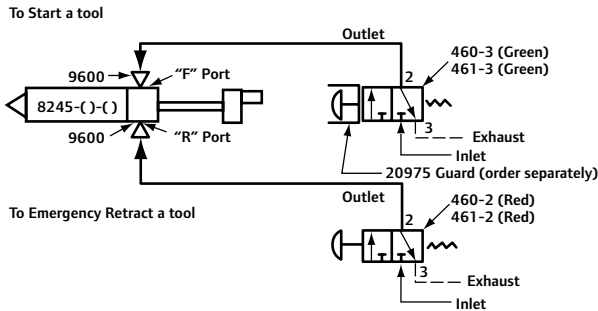 To Start a tool
Outlet
460-3 (Green)
461-3 (Green)
9600
"F" Port
2
8245-( )-( )
3
9600
"R" Port
Exhaust
Inlet
20975 Guard (order separately)
To Emergency Retract a tool
Outlet
460-2 (Red)
461-2 (Red)
2
3
Exhaust
Inlet